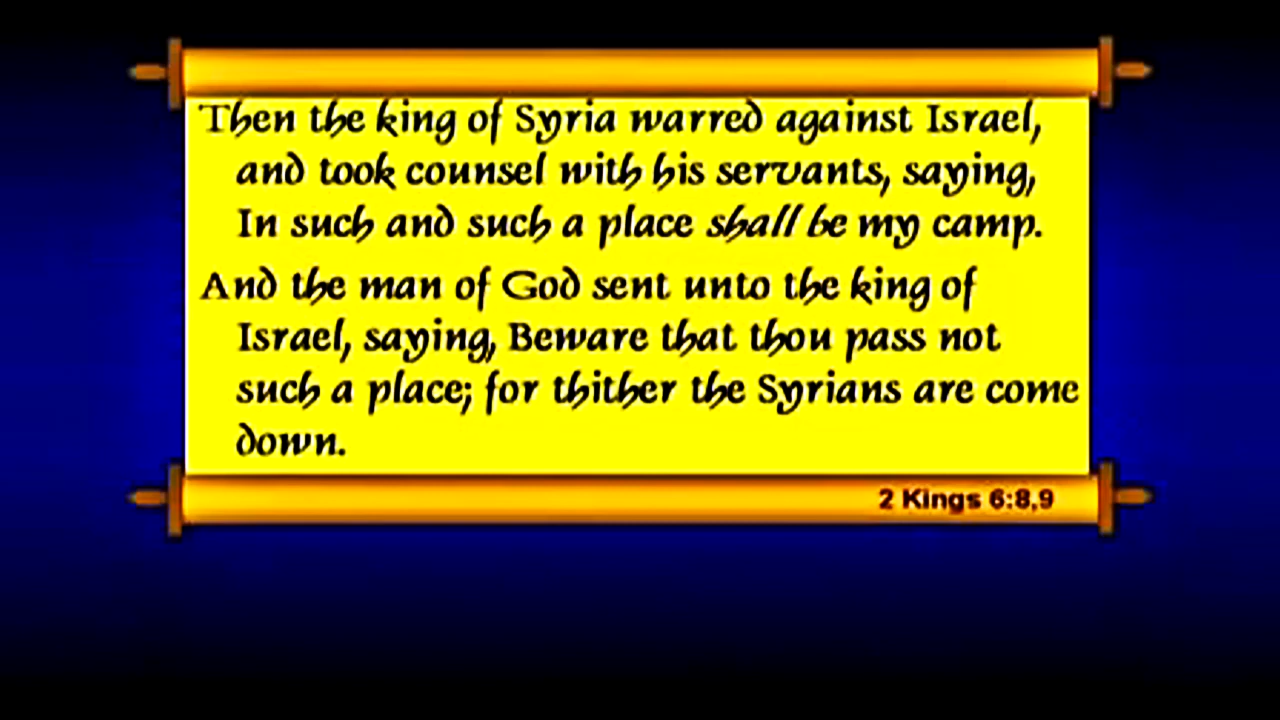 Then the king of Syria warred against Israel,
and took counsel with his servants, saying,
In such and such a place shall be my camp.
And the man of God sent unto the king of
Israel, saying, Beware that thou pass not
such a place; for thither the Syrians are come
down.
2 Kings 6:8,9